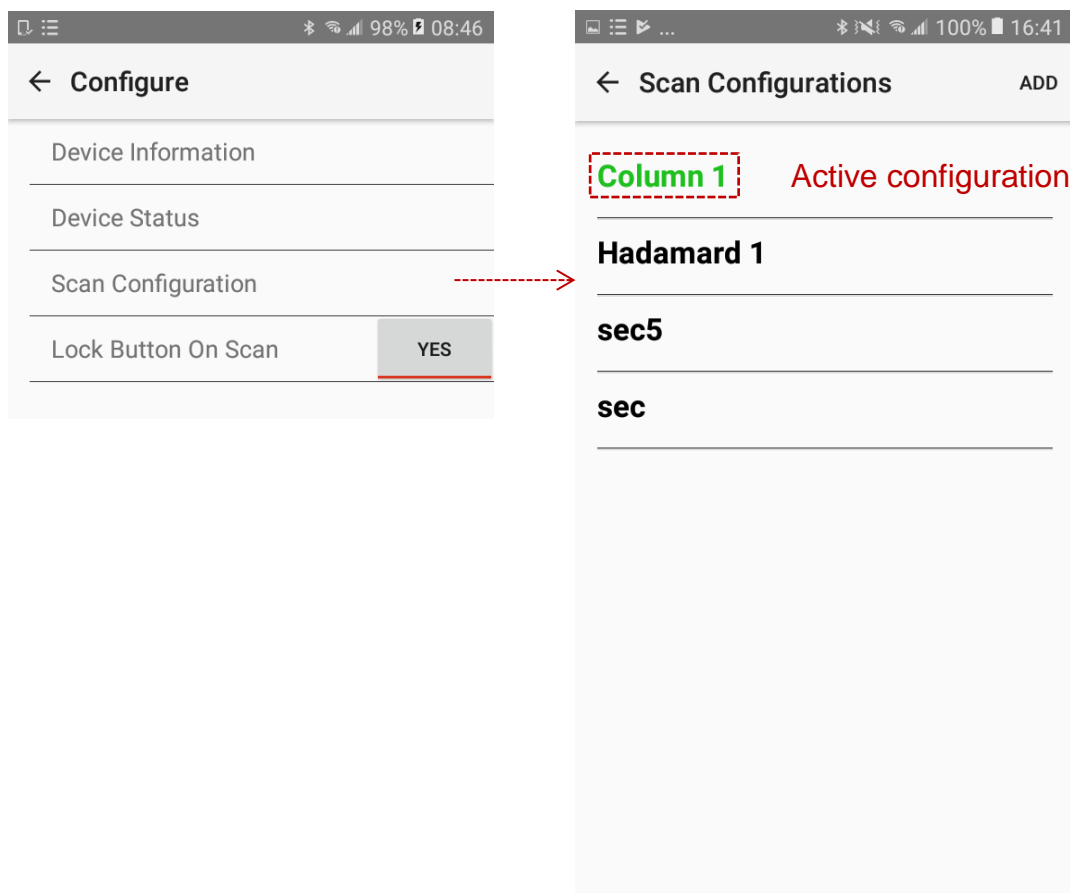 98% 08:46
Configure
Device Information
Device Status
Scan Configuration
Lock Button On Scan YES
... 100% 16:41
Scan Configurations ADD
Column 1 Active configuration
Hadamard 1
sec5
sec